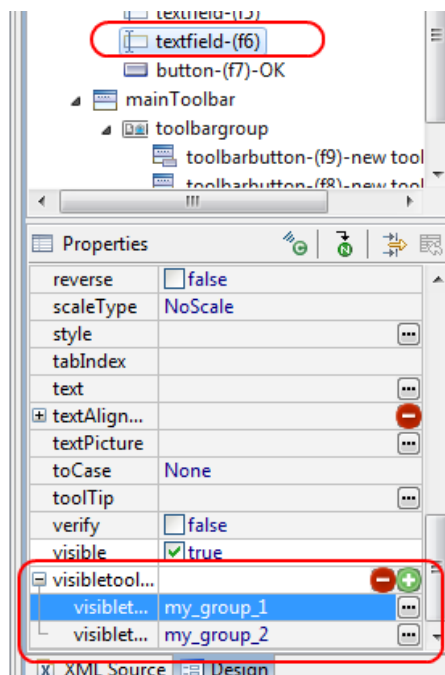 textfield-(f5)
textfield-(f6)
button-(f7)-OK
mainToolbar
toolbargroup
toolbarbutton-(f9)-new tool
toolbarbutton-(f8)-new tool
Properties
reverse false
scaleType NoScale
style
tabIndex
text
textAlign...
textPicture
toCase None
toolTip
verify false
visible true
visibletool...
visiblet... my_group_1
visiblet... my_group_2
XML Source Design